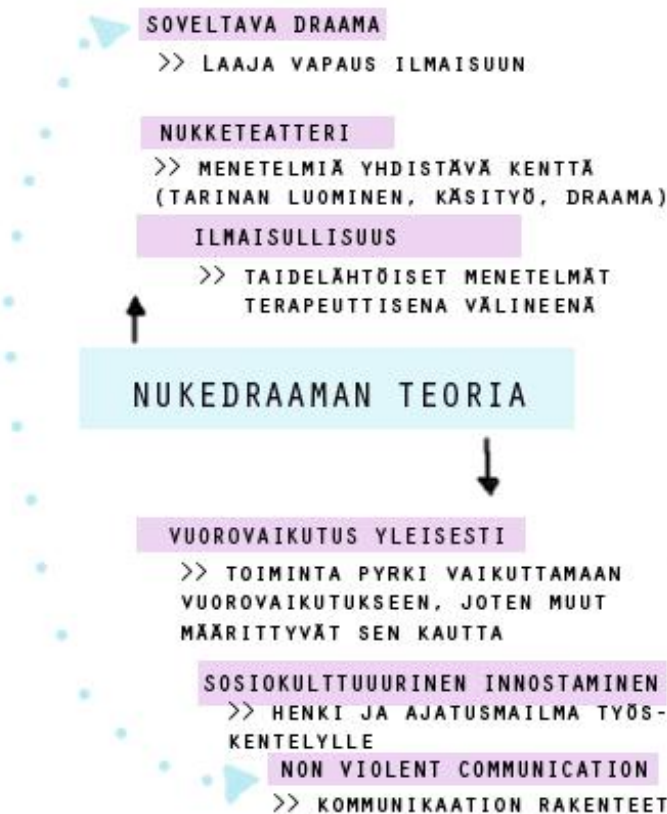 SOVELTAVA DRAAMA
>> LAAJA VAPAUS ILMAISUUN
NUKKETEATTERI
>> MENETELMIÄ YHDISTÄVÄ KENTTÄ
(TARINAN LUOMINEN, KÄSITYÖ, DRAAMA)
ILMAISULLISUUS
>> TAIDELÄHTÖISET MENETELMÄT
TERAPEUTTISENA VÄLINEENÄ
NUKEDRAAMAN TEORIA
VUOROVAIKUTUS YLEISESTI
>> TOIMINTA PYRKI VAIKUTTAMAAN
VUOROVAIKUTUKSEEN, JOTEN MUUT
MÄÄRITTYVÄT SEN KAUTTA
SOSIOKULTTUUURINEN INNOSTAMINEN
>> HENKI JA AJATUSMAILMA TYÖS-
KENTELYLLE
NON VIOLENT COMMUNICATION
>> KOMMUNIKAATION RAKENTEET